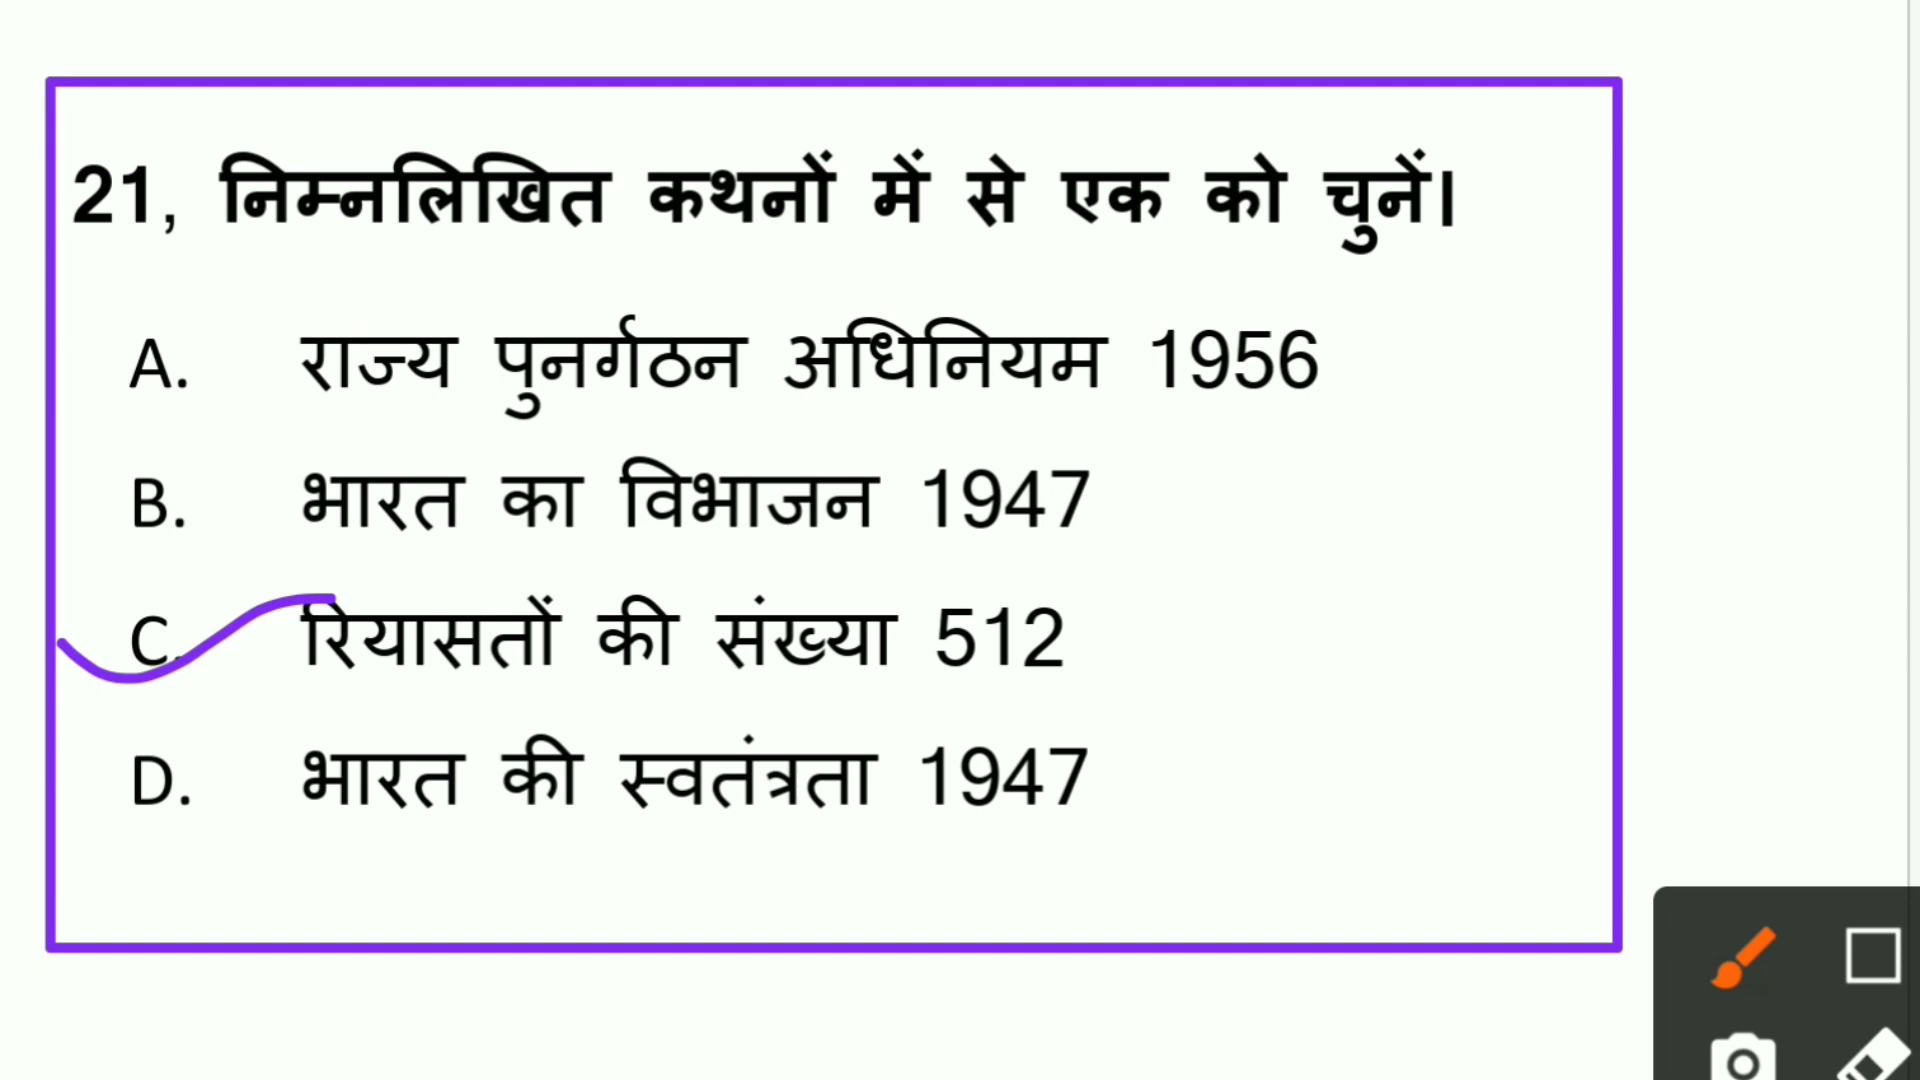 21, निम्नलिखित कथनों में से एक को चुनें।
A. राज्य पुनर्गठन अधिनियम 1956
B. भारत का विभाजन 1947
C. रियासतों की संख्या 512
D. भारत की स्वतंत्रता 1947